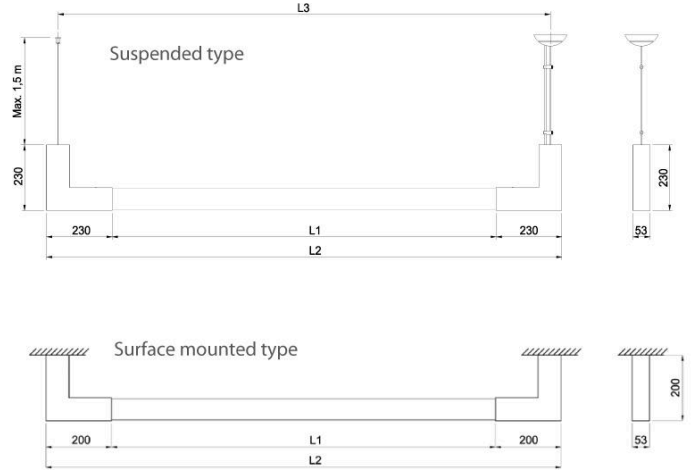 L3
Suspended type
Max. 1,5 m
230
230
230
L1
230
53
L2
Surface mounted type
200
200
L1
200
53
L2